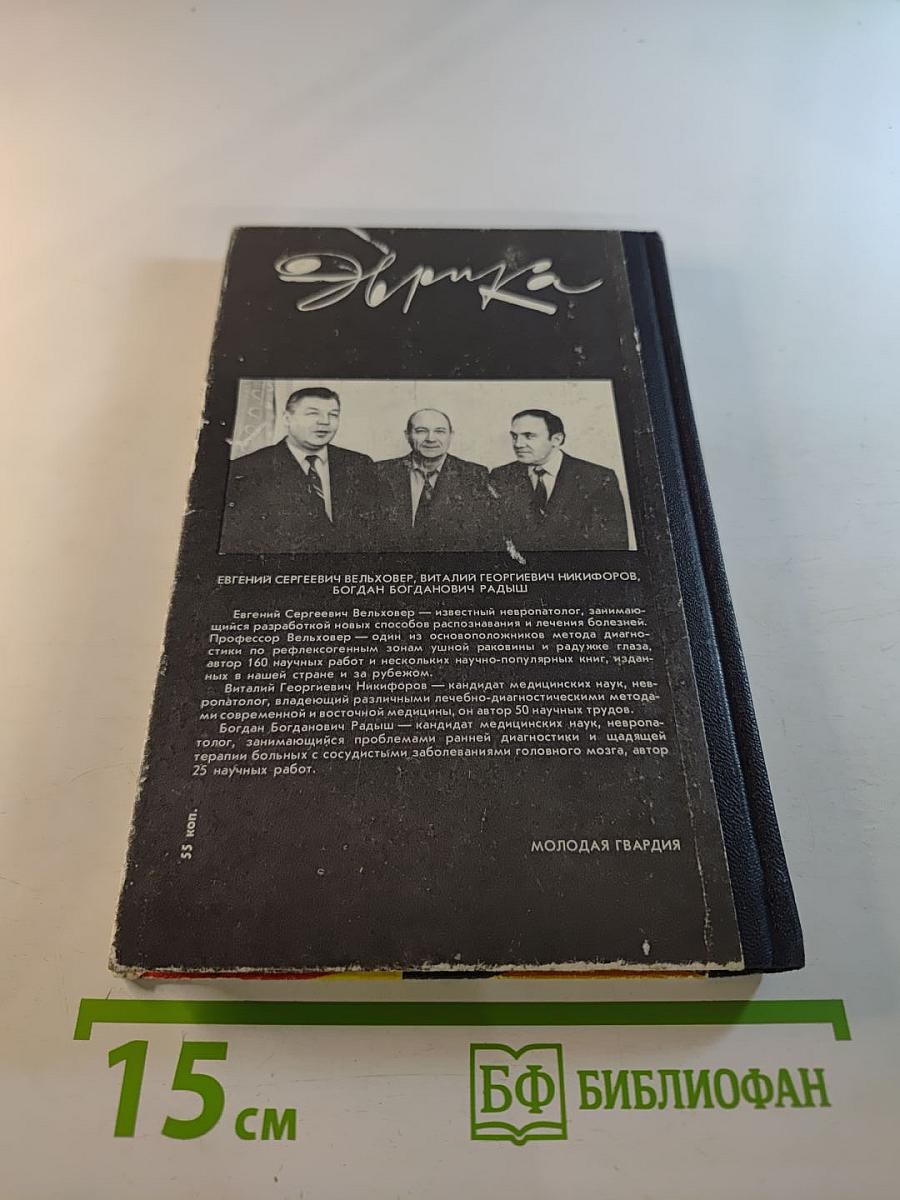 Эврика
ЕВГЕНИЙ СЕРГЕЕВИЧ ВЕЛЬХОВЕР, ВИТАЛИЙ ГЕОРГИЕВИЧ НИКИФОРОВ,
БОГДАН БОГДАНОВИЧ РАДЫШ
Евгений Сергеевич Вельховер — известный невропатолог, занимаю-
щийся разработкой новых способов распознавания и лечения болезней.
Профессор Вельховер — один из основоположников метода диагно-
стики по рефлексогенным зонам ушной раковины и радужке глаза,
автор 160 научных работ и нескольких научно-популярных книг, издан-
ных в нашей стране и за рубежом.
Виталий Георгиевич Никифоров — кандидат медицинских наук, нев-
ропатолог, владеющий различными лечебно-диагностическими метода-
ми современной и восточной медицины, он автор 50 научных трудов.
Богдан Богданович Радыш — кандидат медицинских наук, невропа-
толог, занимающийся проблемами ранней диагностики и щадящей
терапии больных с сосудистыми заболеваниями головного мозга, автор
25 научных работ.
55 коп.
МОЛОДАЯ ГВАРДИЯ
15 см
БФ БИБЛИОФАН